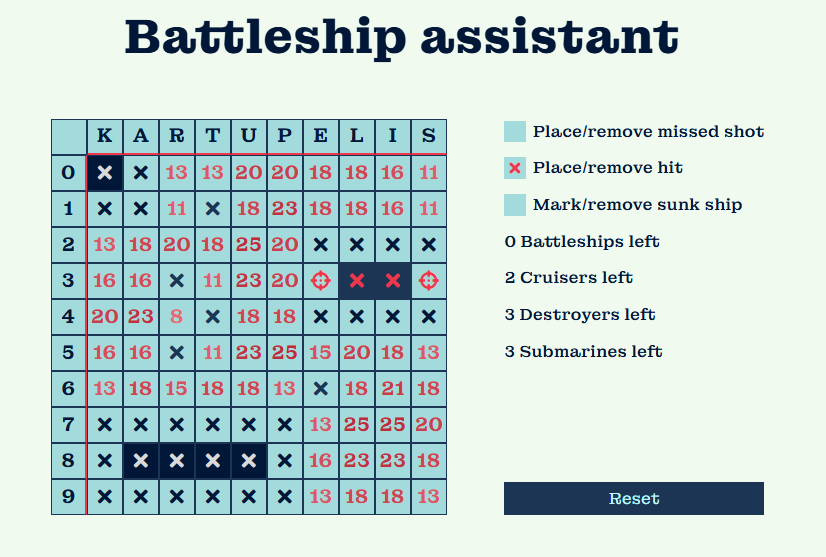 Battleship assistant
K A R T U P E L I S
0 13 13 20 20 18 18 16 11
1 11 18 23 18 18 16 11
2 13 18 20 18 25 20
3 16 16 11 23 20
4 20 23 8 18 18
5 16 16 11 23 25 15 20 18 13
6 13 18 15 18 18 13 18 21 18
7 13 25 25 20
8 16 23 23 18
9 13 18 18 13
Place/remove missed shot
Place/remove hit
Mark/remove sunk ship
0 Battleships left
2 Cruisers left
3 Destroyers left
3 Submarines left
Reset